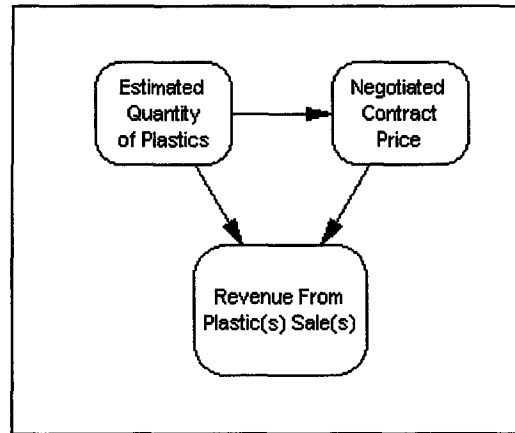 Estimated
Quantity
of Plastics
Negotiated
Contract
Price
Revenue From
Plastic(s) Sale(s)